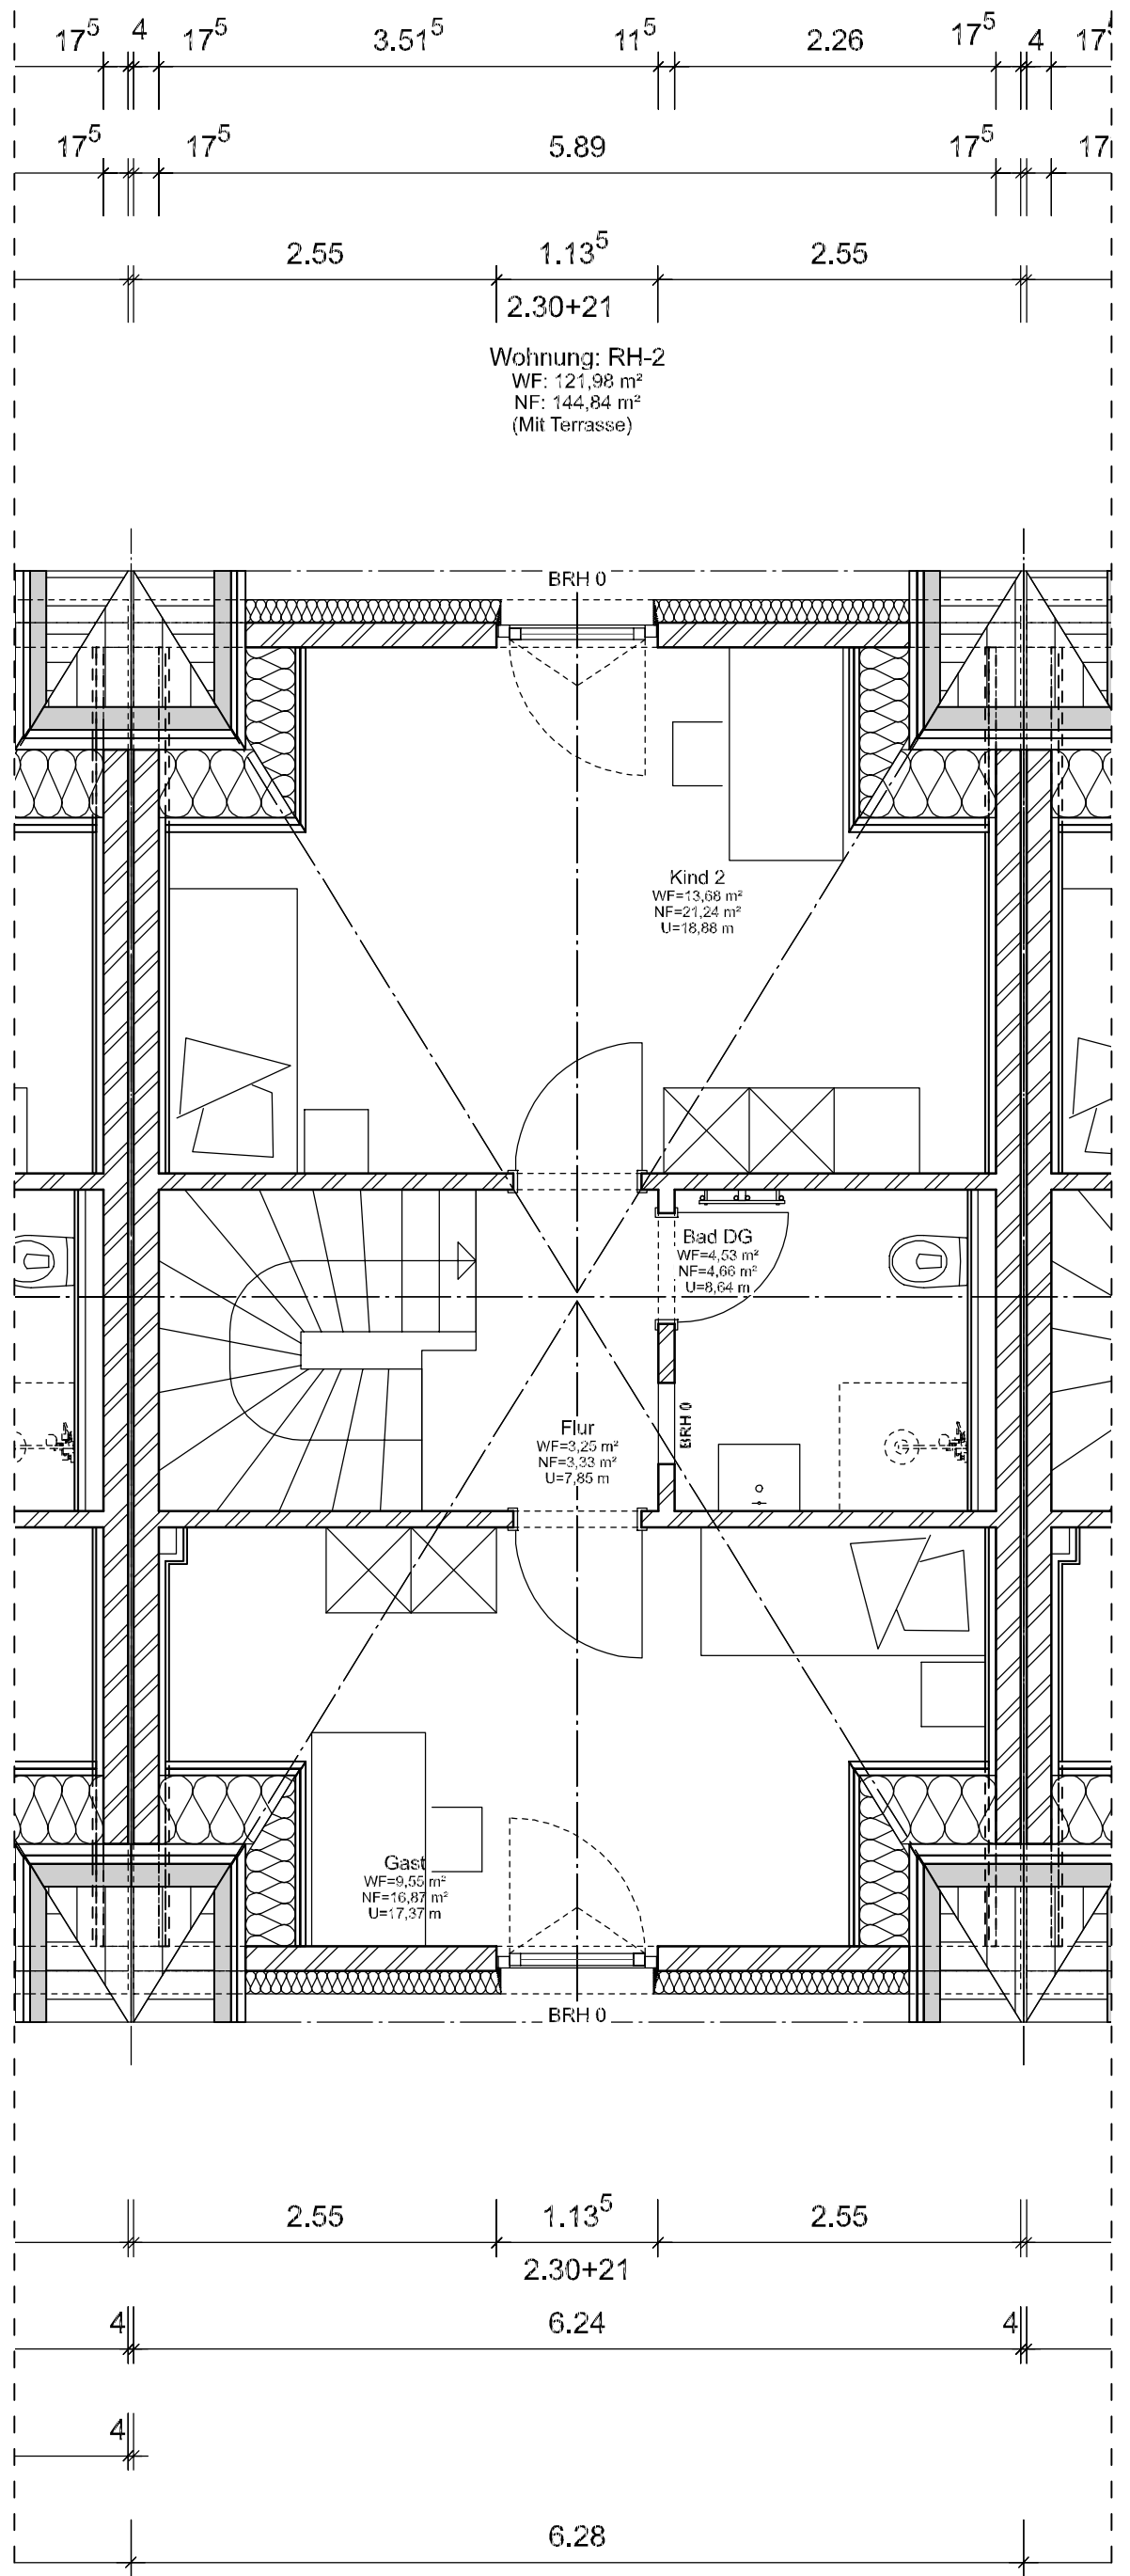 17⁵ 4 17⁵ 3.51⁵ 11⁵ 2.26 17⁵ 4
17⁵ 17⁵ 5.89 17⁵ 17
2.55 1.13⁵ 2.55
2.30+21
Wohnung: RH-2
WF: 121,98 m²
NF: 144,84 m²
(Mit Terrasse)
BRH 0
Kind 2
WF=13,68 m²
NF=21,24 m²
U=18,88 m
Bad DG
WF=4,53 m²
NF=4,66 m²
U=8,64 m
BRH 0
Flur
WF=3,25 m²
NF=3,33 m²
U=7,85 m
Gast
WF=9,55 m²
NF=16,87 m²
U=17,37 m
BRH 0
2.55 1.13⁵ 2.55
2.30+21
4 6.24 4
4
6.28